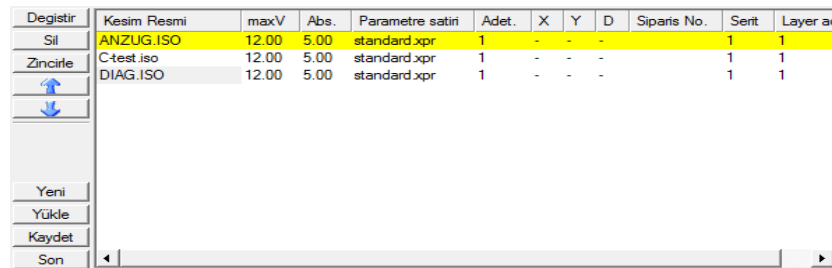 Degistir
Sil
Zincirle
Yeni
Yükle
Kaydet
Son
Kesim Resmi maxV Abs. Parametre satiri Adet. X Y D Siparis No. Serit Layer
ANZUG.ISO 12.00 5.00 standard.xpr 1 - - - 1 1
C-test.iso 12.00 5.00 standard.xpr 1 - - - 1 1
DIAG.ISO 12.00 5.00 standard.xpr 1 - - - 1 1